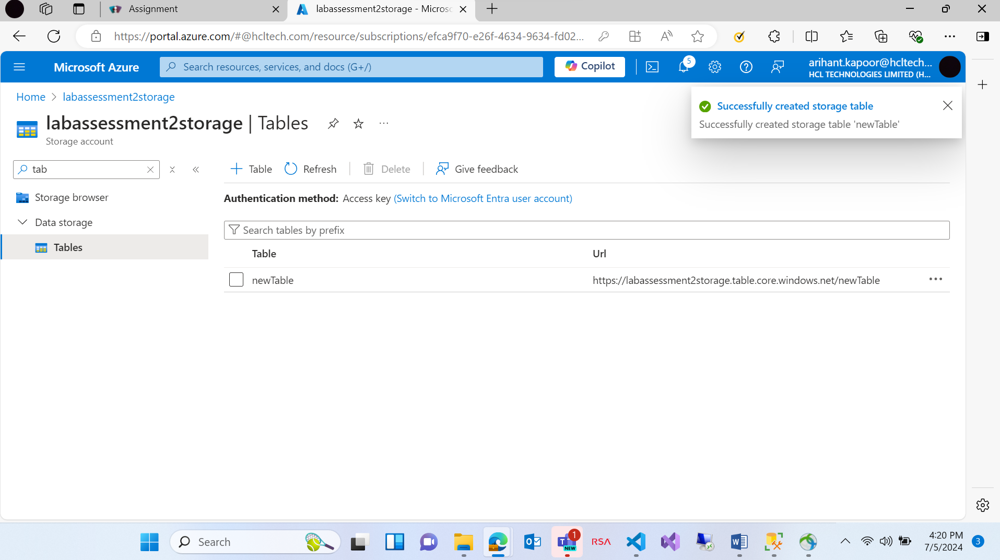 Assignment
labassessment2storage - Microsc
https://portal.azure.com/#@hcltech.com/resource/subscriptions/efca9f70-e26f-4634-9634-fd02...
Microsoft Azure
Search resources, services, and docs (G+/)
Copilot
5
arihant.kapoor@hcltech...
HCL TECHNOLOGIES LIMITED (H...
Home > labassessment2storage
Successfully created storage table
Successfully created storage table 'newTable'
labassessment2storage | Tables
Storage account
tab
Table
Refresh
Delete
Give feedback
Storage browser
Data storage
Tables
Authentication method: Access key (Switch to Microsoft Entra user account)
Search tables by prefix
Table
Url
newTable
https://labassessment2storage.table.core.windows.net/newTable
Search
1
NEW
RSA
4:20 PM
7/5/2024
3